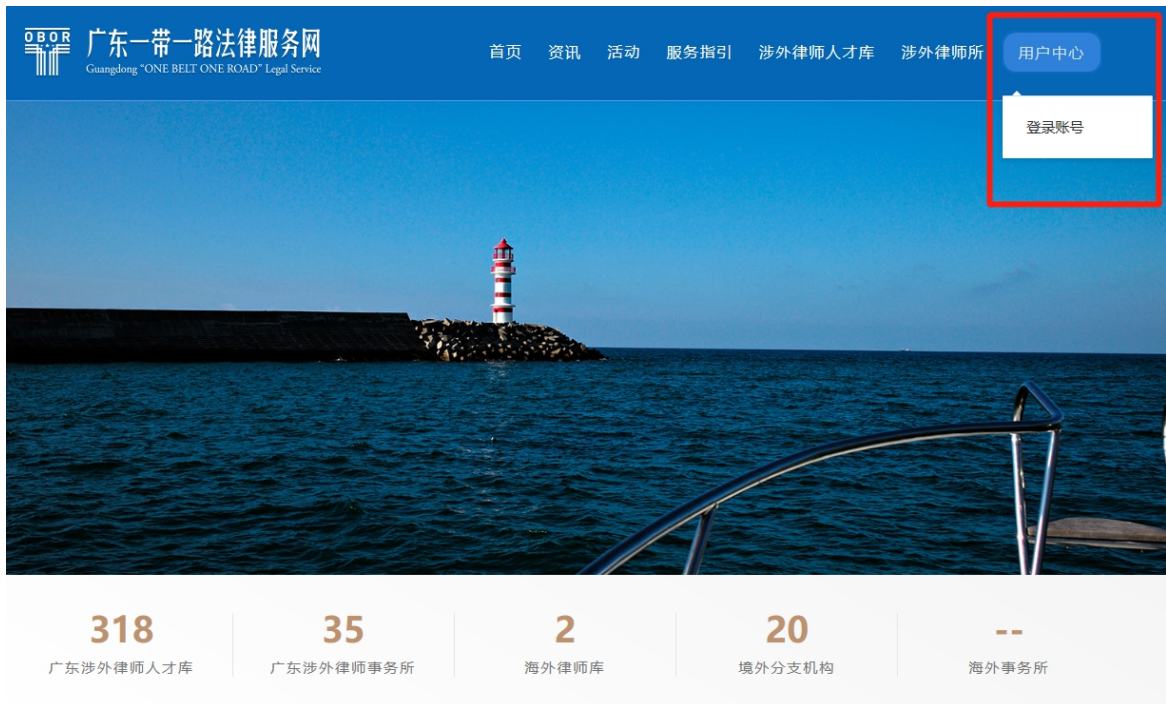 OBOR
广东一带一路法律服务网
Guangdong "ONE BELT ONE ROAD" Legal Service
首页 资讯 活动 服务指引 涉外律师人才库 涉外律师所 用户中心
登录账号
318 35 2 20 --
广东涉外律师人才库 广东涉外律师事务所 海外律师库 境外分支机构 海外事务所